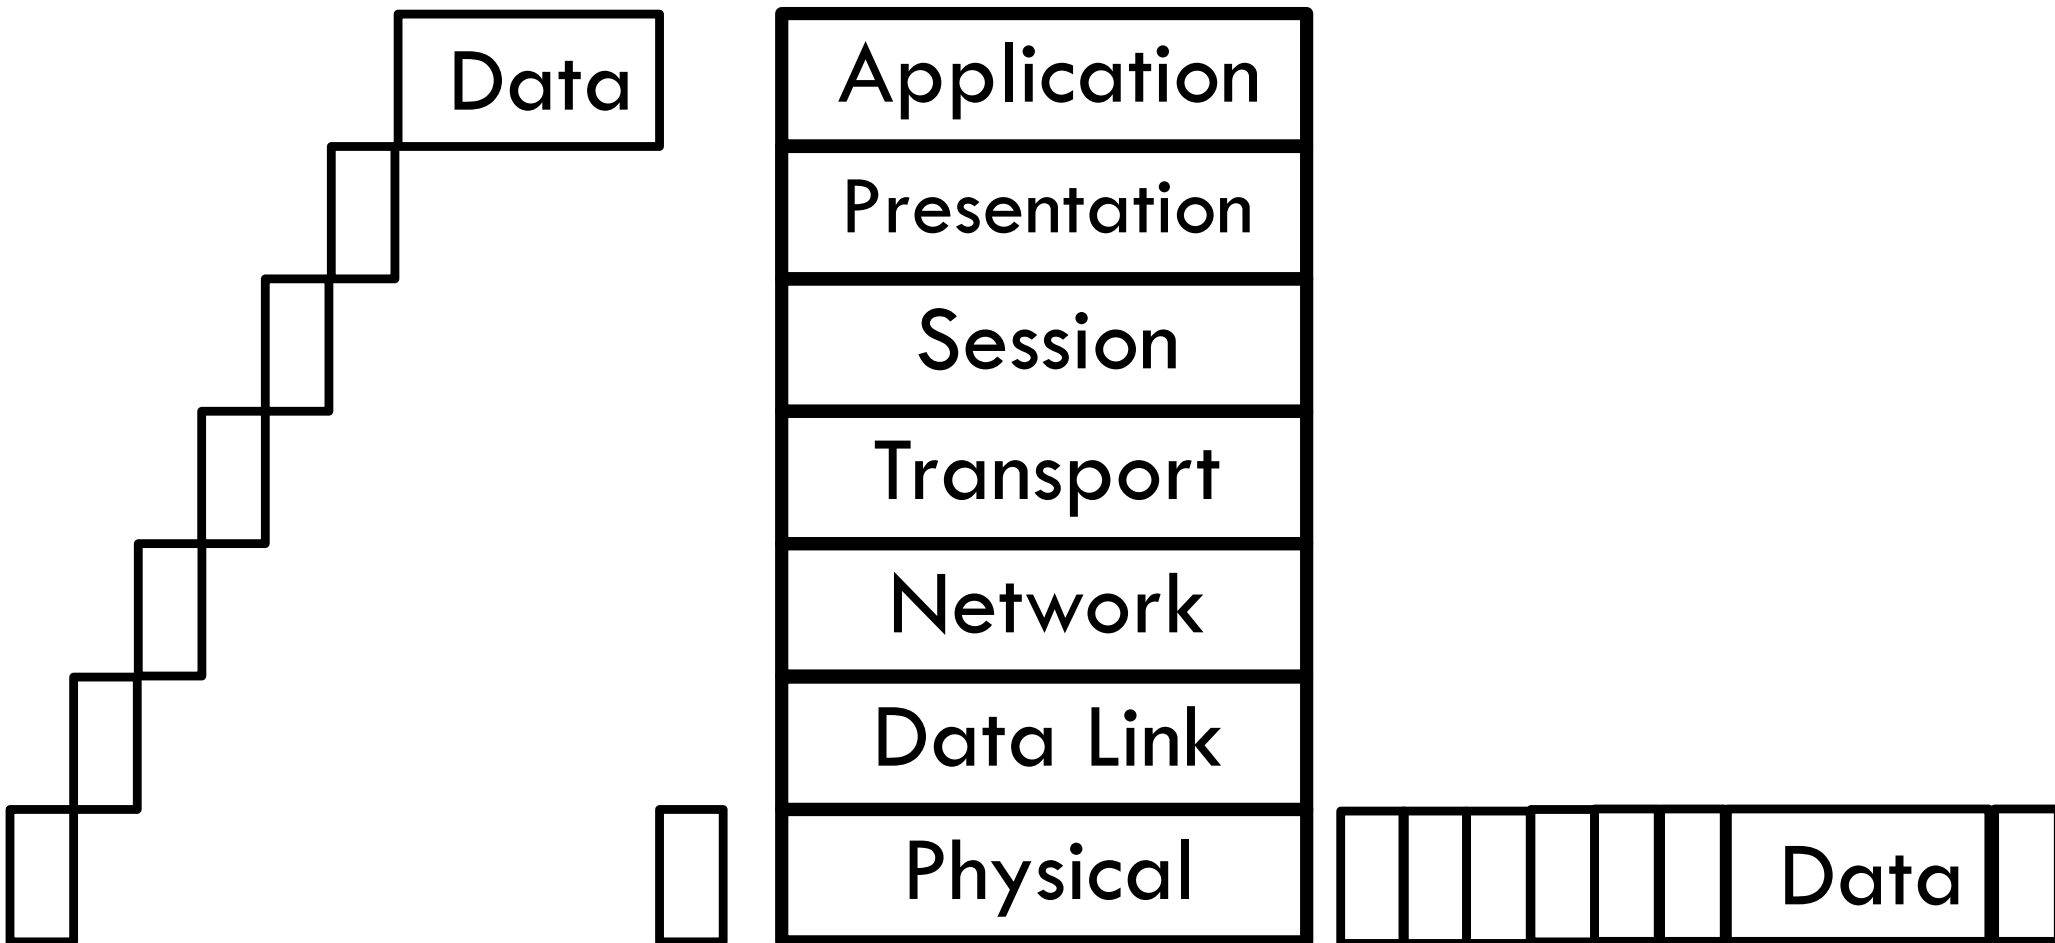 Data
Application
Presentation
Session
Transport
Network
Data Link
Physical
Data